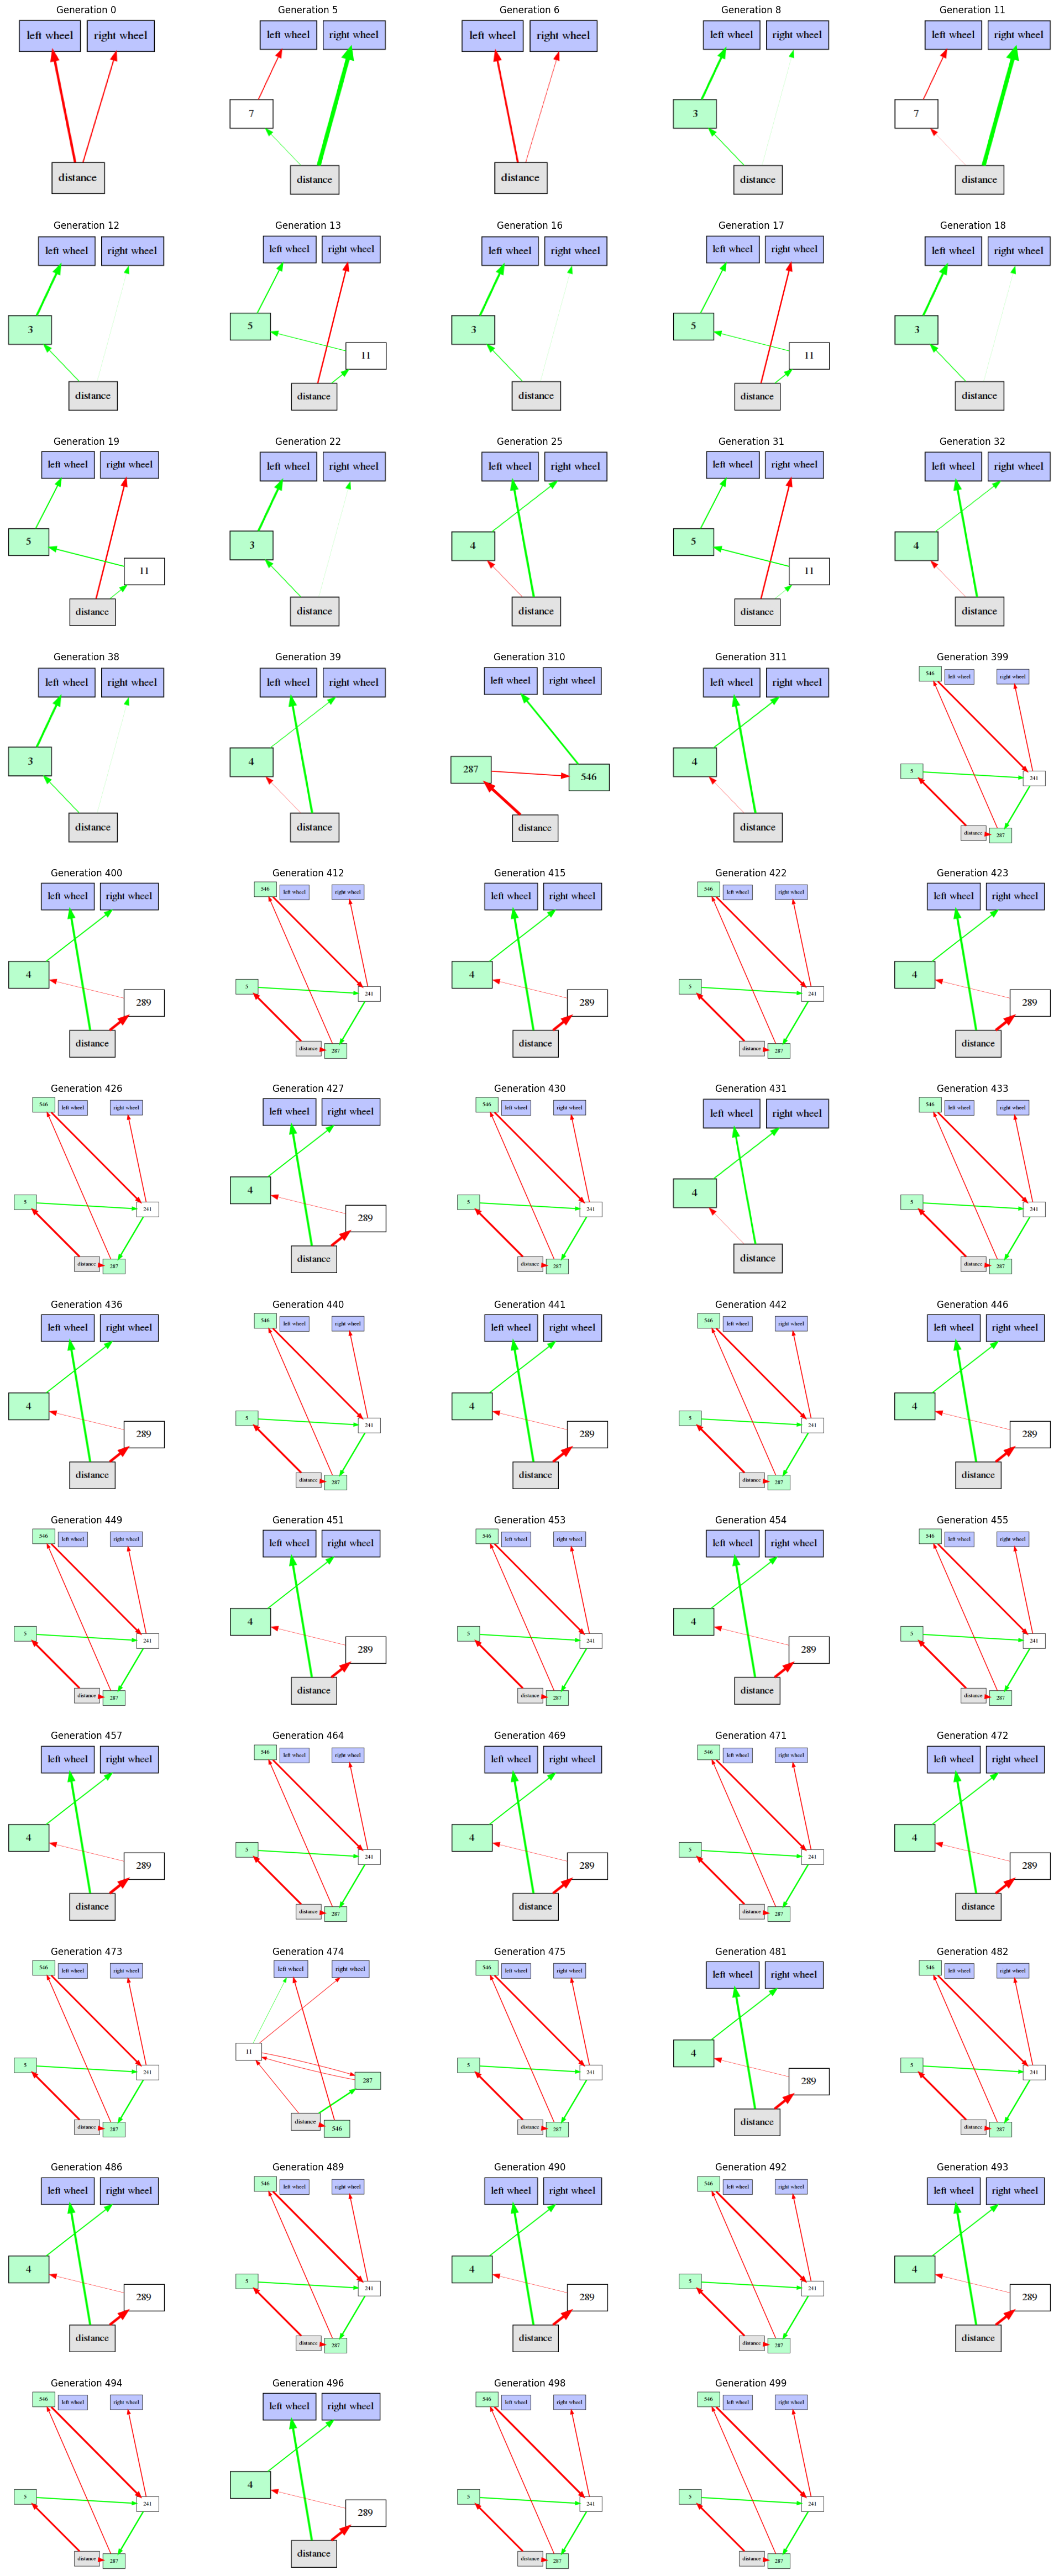 Generation 0
left wheel right wheel
distance
Generation 5
left wheel right wheel
7
distance
Generation 6
left wheel right wheel
distance
Generation 8
left wheel right wheel
3
distance
Generation 11
left wheel right wheel
7
distance
Generation 12
left wheel right wheel
3
distance
Generation 13
left wheel right wheel
5
11
distance
Generation 16
left wheel right wheel
3
distance
Generation 17
left wheel right wheel
5
11
distance
Generation 18
left wheel right wheel
3
distance
Generation 19
left wheel right wheel
5
11
distance
Generation 22
left wheel right wheel
3
distance
Generation 25
left wheel right wheel
4
distance
Generation 31
left wheel right wheel
5
11
distance
Generation 32
left wheel right wheel
4
distance
Generation 38
left wheel right wheel
3
distance
Generation 39
left wheel right wheel
4
distance
Generation 310
left wheel right wheel
287
546
distance
Generation 311
left wheel right wheel
4
distance
Generation 399
546 left wheel right wheel
5
241
distance 287
Generation 400
left wheel right wheel
4
289
distance
Generation 412
546 left wheel right wheel
5
241
distance 287
Generation 415
left wheel right wheel
4
289
distance
Generation 422
546 left wheel right wheel
5
241
distance 287
Generation 423
left wheel right wheel
4
289
distance
Generation 426
546 left wheel right wheel
5
241
distance 287
Generation 427
left wheel right wheel
4
289
distance
Generation 430
546 left wheel right wheel
5
241
distance 287
Generation 431
left wheel right wheel
4
distance
Generation 433
546 left wheel right wheel
5
241
distance 287
Generation 436
left wheel right wheel
4
289
distance
Generation 440
546 left wheel right wheel
5
241
distance 287
Generation 441
left wheel right wheel
4
289
distance
Generation 442
546 left wheel right wheel
5
241
distance 287
Generation 446
left wheel right wheel
4
289
distance
Generation 449
546 left wheel right wheel
5
241
distance 287
Generation 451
left wheel right wheel
4
289
distance
Generation 453
546 left wheel right wheel
5
241
distance 287
Generation 454
left wheel right wheel
4
289
distance
Generation 455
546 left wheel right wheel
5
241
distance 287
Generation 457
left wheel right wheel
4
289
distance
Generation 464
546 left wheel right wheel
5
241
distance 287
Generation 469
left wheel right wheel
4
289
distance
Generation 471
546 left wheel right wheel
5
241
distance 287
Generation 472
left wheel right wheel
4
289
distance
Generation 473
546 left wheel right wheel
5
241
distance 287
Generation 474
left wheel right wheel
11
287
distance
546
Generation 475
546 left wheel right wheel
5
241
distance 287
Generation 481
left wheel right wheel
4
289
distance
Generation 482
546 left wheel right wheel
5
241
distance 287
Generation 486
left wheel right wheel
4
289
distance
Generation 489
546 left wheel right wheel
5
241
distance 287
Generation 490
left wheel right wheel
4
289
distance
Generation 492
546 left wheel right wheel
5
241
distance 287
Generation 493
left wheel right wheel
4
289
distance
Generation 494
546 left wheel right wheel
5
241
distance 287
Generation 496
left wheel right wheel
4
289
distance
Generation 498
546 left wheel right wheel
5
241
distance 287
Generation 499
546 left wheel right wheel
5
241
distance 287